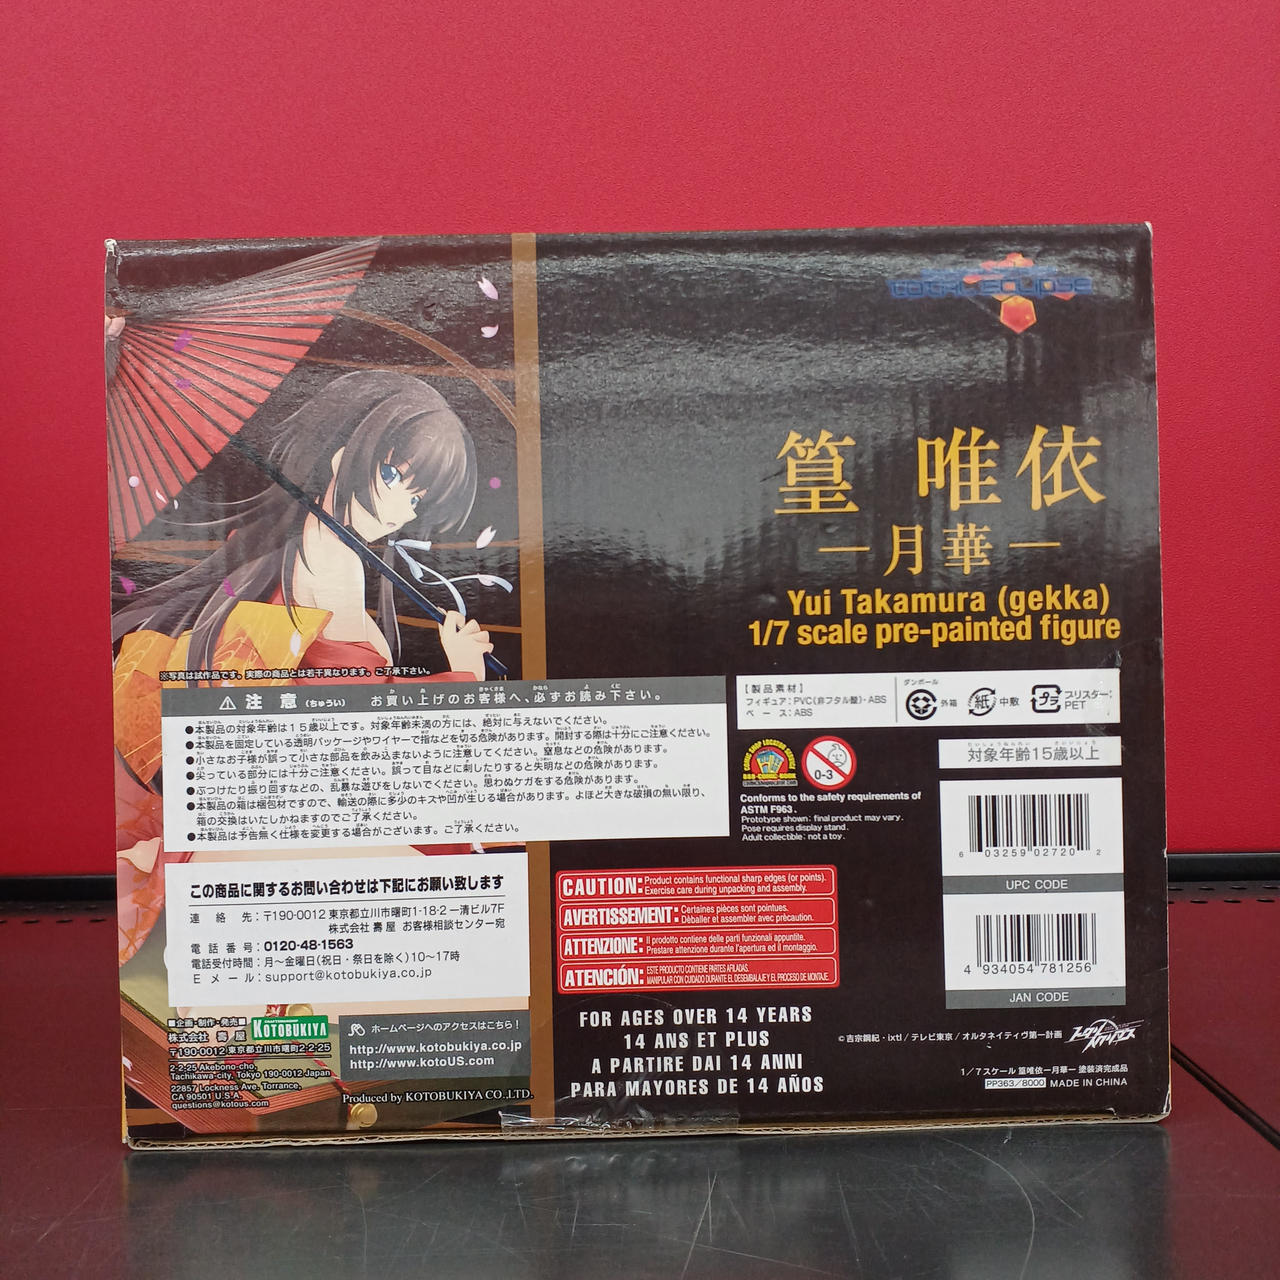 total eclipse
篁 唯依
―月華―
Yui Takamura (gekka)
1/7 scale pre-painted figure
※写真は試作品です。実際の商品とは若干異なります。ご了承下さい。
注 意 (ちゅうい) お買い上げのお客様へ、必ずお読み下さい。
●本製品の対象年齢は15歳以上です。対象年齢未満の方には、絶対に与えないでください。
●本製品を固定している透明パッケージやワイヤーで指などを切る危険があります。開封する際は十分にご注意ください。
●小さなお子様が誤って小さな部品を飲み込まないように注意してください。窒息などの危険があります。
●尖っている部分には十分ご注意ください。誤って目などに刺したりすると失明などの危険があります。
●ぶつけたり振り回すなどの、乱暴な遊びをしないでください。思わぬケガをする危険があります。
●本製品の箱は梱包材ですので、輸送の際に多少のキズや凹が生じる場合があります。よほど大きな破損の無い限り、
箱の交換はいたしかねますのでご了承ください。
●本製品は予告無く仕様を変更する場合がございます。ご了承ください。
この商品に関するお問い合わせは下記にお願い致します
連 絡 先:〒190-0012 東京都立川市曙町1-18-2 一清ビル7F
株式会社 壽屋 お客様相談センター宛
電 話 番 号:0120-48-1563
電話受付時間:月～金曜日(祝日・祭日を除く)10～17時
E メ ー ル:support@kotobukiya.co.jp
■企画・制作・発売■
株式会社 壽 屋
KOTOBUKIYA
〒190-0012 東京都立川市曙町2-2-25
2-2-25 Akebono-cho,
Tachikawa-city, Tokyo 190-0012 Japan
22857 Lockness Ave. Torrance,
CA 90501 U.S.A.
questions@kotous.com
ホームページへのアクセスはこちら!
http://www.kotobukiya.co.jp
http://www.kotoUS.com
Produced by KOTOBUKIYA CO.,LTD.
【製品素材】
フィギュア:PVC(非フタル酸)・ABS
ベ ー ス:ABS
ダンボール
外箱
紙
中敷
プラ
ブリスター:
PET
COMIC SHOP LOCATOR SERVICE
888-COMIC-BOOK
0-3
Conforms to the safety requirements of
ASTM F963.
Prototype shown: final product may vary.
Pose requires display stand.
Adult collectible: not a toy.
対象年齢15歳以上
6 03259 02720 2
UPC CODE
4 934054 781256
JAN CODE
CAUTION: Product contains functional sharp edges (or points).
Exercise care during unpacking and assembly.
AVERTISSEMENT: Certaines pièces sont pointues.
Déballer et assembler avec précaution.
ATTENZIONE: Il prodotto contiene delle parti funzionali appuntite.
Prestare attenzione durante l'apertura ed il montaggio.
ATENCIÓN: ESTE PRODUCTO CONTIENE PARTES AFILADAS.
MANIPULAR CON CUIDADO DURANTE EL DESEMBALAJE Y EL PROCESO DE MONTAJE.
FOR AGES OVER 14 YEARS
14 ANS ET PLUS
A PARTIRE DAI 14 ANNI
PARA MAYORES DE 14 AÑOS
©吉宗鋼紀・ixtl/テレビ東京/オルタネイティヴ第一計画
1/7スケール 篁唯依ー月華ー 塗装済完成品
PP363/8000 MADE IN CHINA